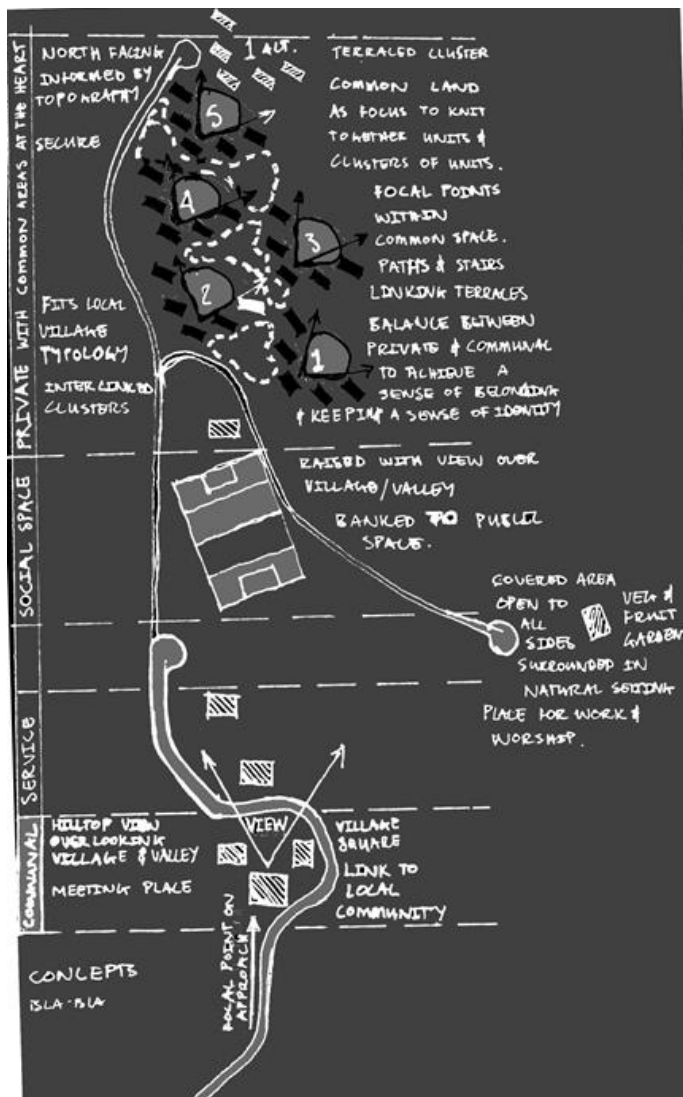 NORTH FACING
INFORMED BY
TOPOGRAPHY
SECURE
1 ALT.
TERRACED CLUSTER
COMMON LAND
AS FOCUS TO KNIT
TOGETHER UNITS &
CLUSTERS OF UNITS.
FOCAL POINTS
WITHIN
COMMON SPACE.
PATHS & STAIRS
LINKING TERRACES
BALANCE BETWEEN
PRIVATE & COMMUNAL
TO ACHIEVE A
SENSE OF BELONGING
& KEEPING A SENSE OF IDENTITY
5
4
3
2
1
FITS LOCAL
VILLAGE
TYPOLOGY
INTERLINKED
CLUSTERS
PRIVATE WITH COMMON AREAS AT THE HEART
SOCIAL SPACE
RAISED WITH VIEW OVER
VILLAGE/VALLEY
BANKED TO PUBLIC
SPACE.
COVERED AREA
OPEN TO
ALL
SIDES
VEG &
FRUIT
GARDEN
SURROUNDED IN
NATURAL SETTING
PLACE FOR WORK &
WORSHIP.
SERVICE
COMMUNAL
HILLTOP VIEW
OVERLOOKING
VILLAGE & VALLEY
MEETING PLACE
VIEW
VILLAGE
SQUARE
LINK TO
LOCAL
COMMUNITY
FOCAL POINT ON
APPROACH
CONCEPTS
BLA-BLA